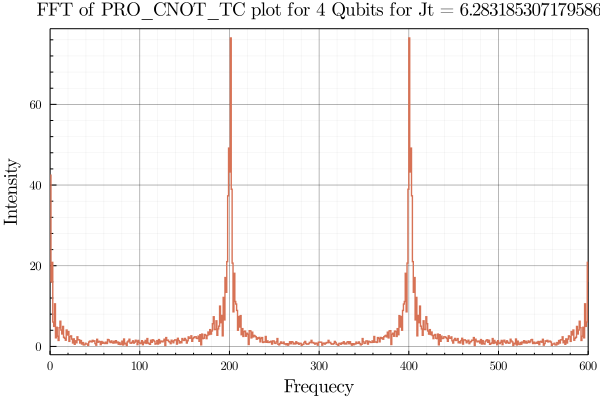 FFT of PRO_CNOT_TC plot for 4 Qubits for Jt = 6.283185307179586
Intensity
60
40
20
0
0 100 200 300 400 500 600
Frequecy